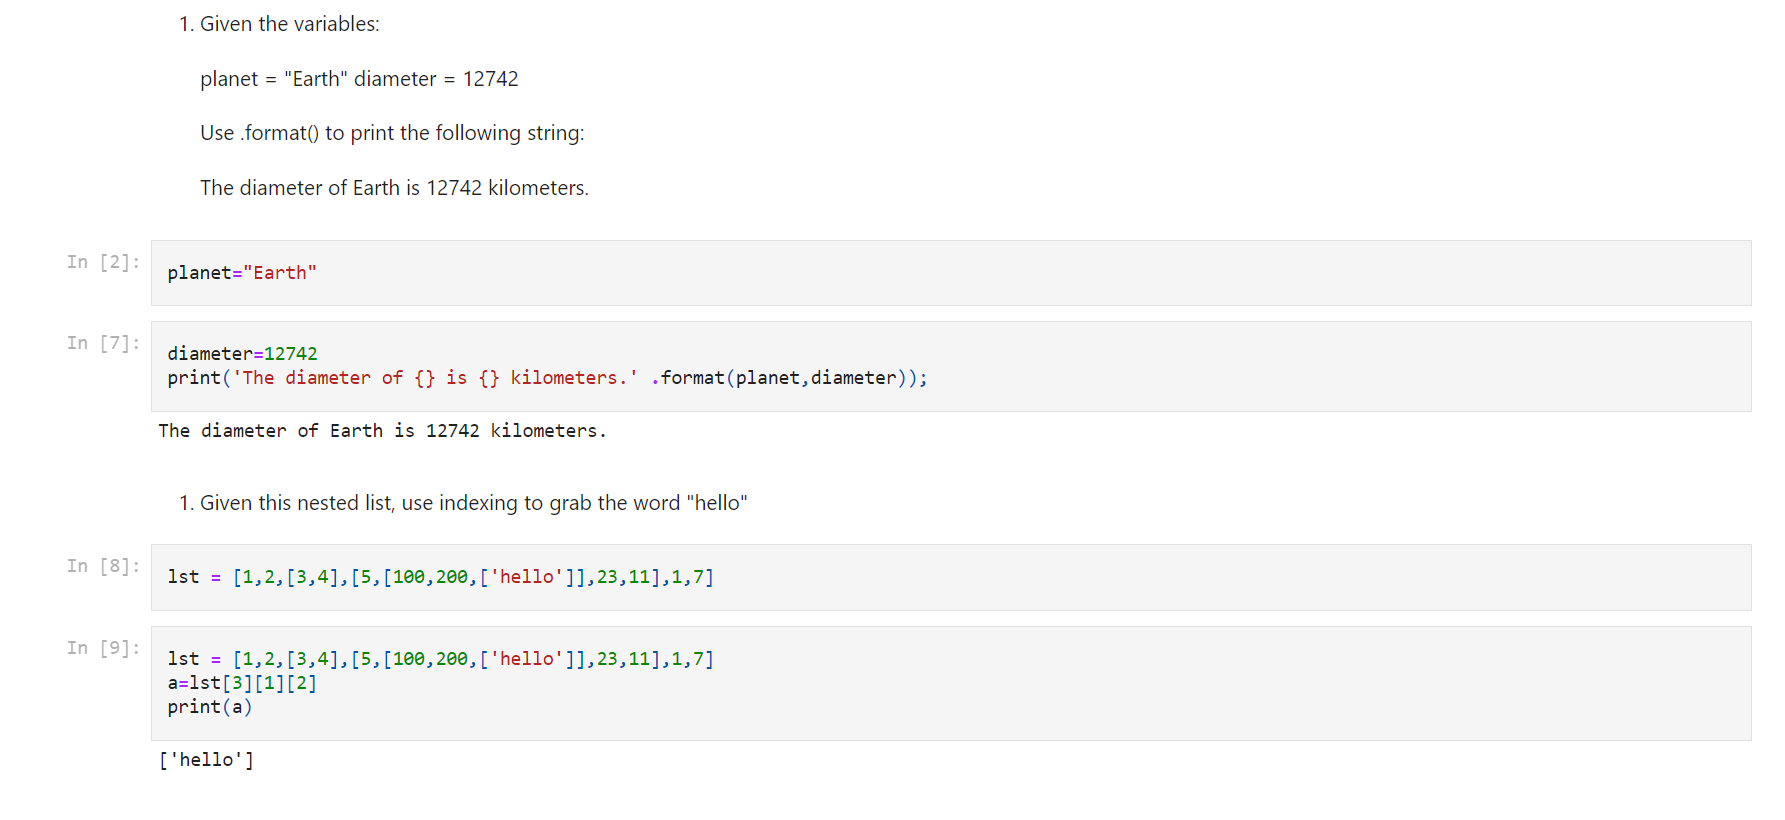 1. Given the variables:
planet = "Earth" diameter = 12742
Use .format() to print the following string:
The diameter of Earth is 12742 kilometers.
In [2]:
planet="Earth"
In [7]:
diameter=12742
print('The diameter of {} is {} kilometers.' .format(planet,diameter));
The diameter of Earth is 12742 kilometers.
1. Given this nested list, use indexing to grab the word "hello"
In [8]:
lst = [1,2,[3,4],[5,[100,200,['hello']],23,11],1,7]
In [9]:
lst = [1,2,[3,4],[5,[100,200,['hello']],23,11],1,7]
a=lst[3][1][2]
print(a)
['hello']